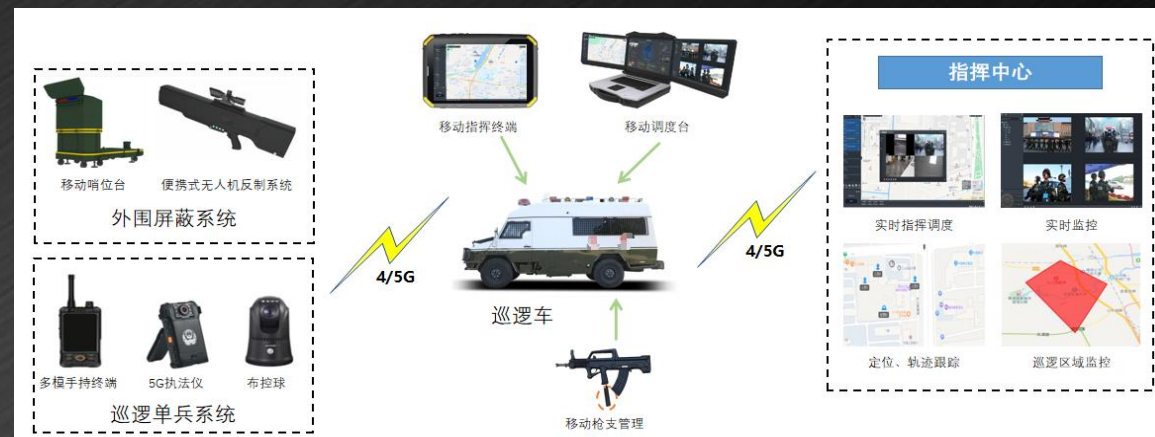 移动哨位台
便携式无人机反制系统
外围屏蔽系统
多模手持终端
5G执法仪
布控球
巡逻单兵系统
4/5G
移动指挥终端
移动调度台
巡逻车
移动枪支管理
4/5G
指挥中心
实时指挥调度
实时监控
定位、轨迹跟踪
巡逻区域监控